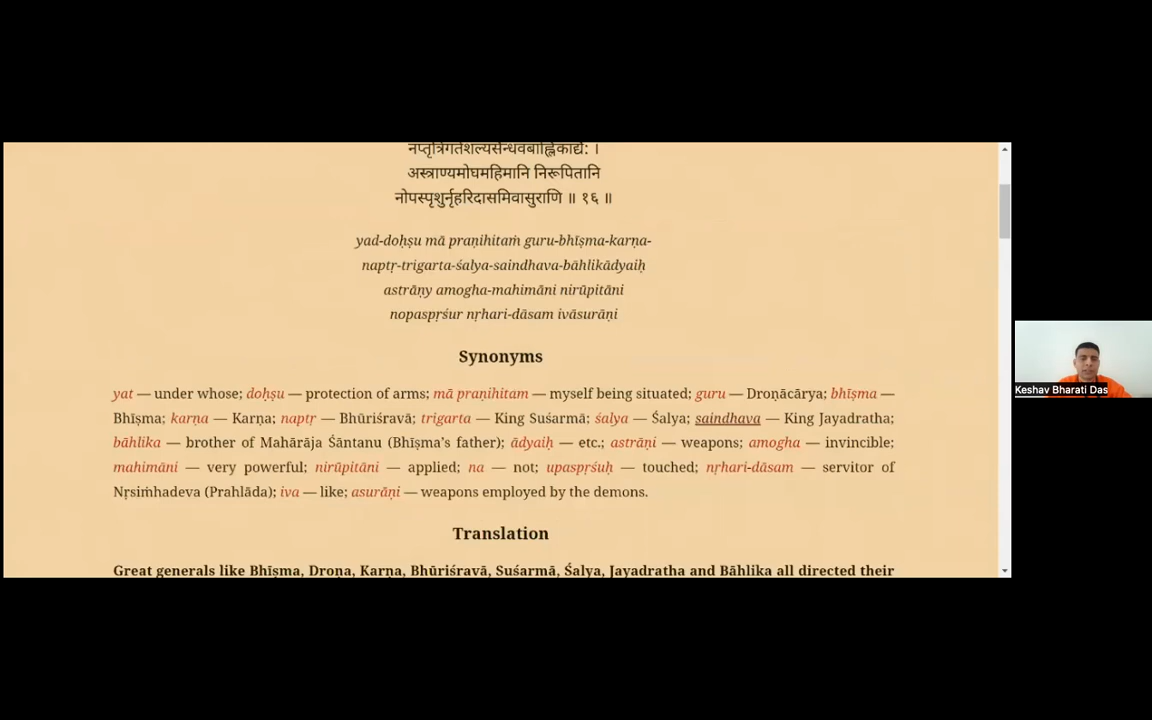 नप्तृत्रिगर्तशल्यसैन्धवबाह्लिकाद्यै: ।
अस्त्राण्यमोघमहिमानि निरूपितानि
नोपस्पृशुर्नृहरिदासमिवासुराणि ॥ १६ ॥
yad-doḥṣu mā praṇihitaṁ guru-bhīṣma-karṇa-
naptṛ-trigarta-śalya-saindhava-bāhlikādyaiḥ
astrāṇy amogha-mahimāni nirūpitāni
nopaspṛśur nṛhari-dāsam ivāsurāṇi
Synonyms
yat — under whose; doḥṣu — protection of arms; mā praṇihitam — myself being situated; guru — Droṇācārya; bhīṣma —
Bhīṣma; karṇa — Karṇa; naptṛ — Bhūriśravā; trigarta — King Suśarmā; śalya — Śalya; saindhava — King Jayadratha;
bāhlika — brother of Mahārāja Śāntanu (Bhīṣma’s father); ādyaiḥ — etc.; astrāṇi — weapons; amogha — invincible;
mahimāni — very powerful; nirūpitāni — applied; na — not; upaspṛśuḥ — touched; nṛhari-dāsam — servitor of
Nṛsiṁhadeva (Prahlāda); iva — like; asurāṇi — weapons employed by the demons.
Translation
Great generals like Bhīṣma, Droṇa, Karṇa, Bhūriśravā, Suśarmā, Śalya, Jayadratha and Bāhlika all directed their
Keshav Bharati Das